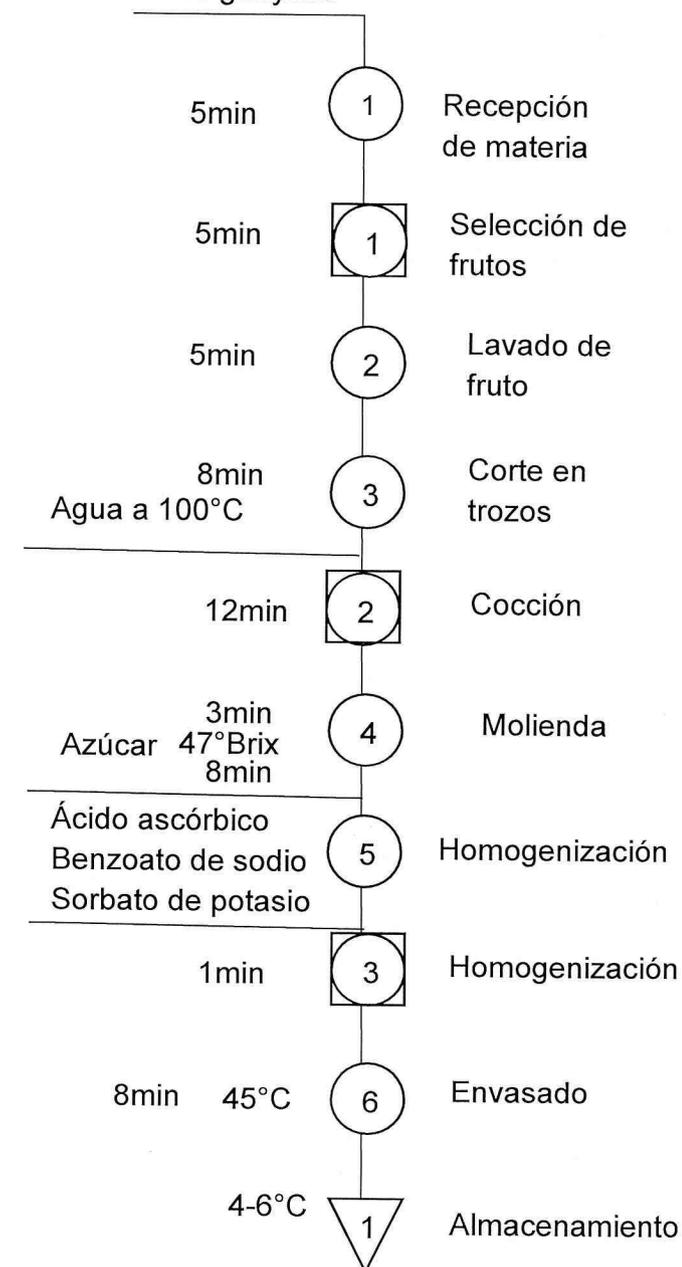 5min
1
Recepción
de materia
5min
1
Selección de
frutos
5min
2
Lavado de
fruto
8min
3
Corte en
trozos
Agua a 100°C
12min
2
Cocción
3min
4
Molienda
Azúcar 47°Brix
8min
Ácido ascórbico
Benzoato de sodio
Sorbato de potasio
5
Homogenización
1min
3
Homogenización
8min 45°C
6
Envasado
4-6°C
1
Almacenamiento